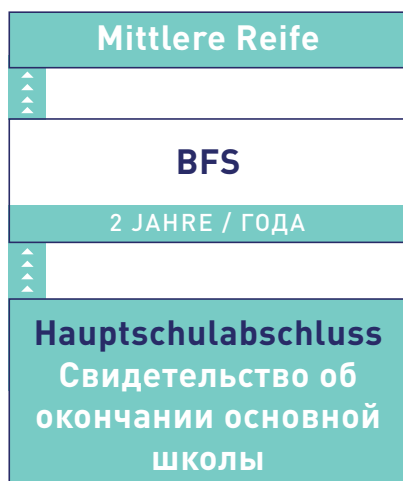 Mittlere Reife
BFS
2 JAHRE / ГОДА
Hauptschulabschluss
Свидетельство об
окончании основной
школы